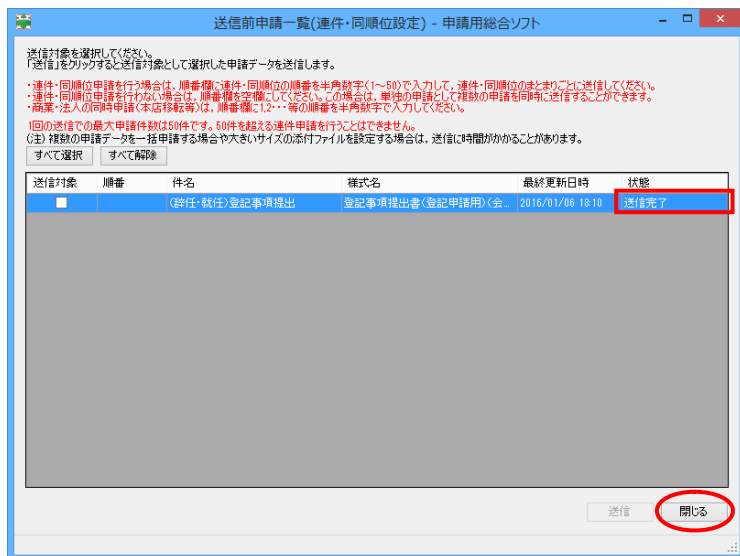 送信前申請一覧(連件・同順位設定) - 申請用総合ソフト
送信対象を選択してください。
「送信」をクリックすると送信対象として選択した申請データを送信します。
・連件・同順位申請を行う場合は，順番欄に連件・同順位の順番を半角数字(1～50)で入力して，連件・同順位のまとまりごとに送信してください。
・連件・同順位申請を行わない場合は，順番欄を空欄にしてください。この場合は，単独の申請として複数の申請を同時に送信することができます。
・商業・法人の同時申請(本店移転等)は，順番欄に1,2・・・等の順番を半角数字で入力してください。
1回の送信での最大申請件数は50件です。50件を超える連件申請を行うことはできません。
(注) 複数の申請データを一括申請する場合や大きいサイズの添付ファイルを設定する場合は，送信に時間がかかることがあります。
すべて選択 すべて解除
送信対象 順番 件名 様式名 最終更新日時 状態
(辞任・就任)登記事項提出 登記事項提出書(登記申請用)(会... 2016/01/06 18:10 送信完了
送信 閉じる